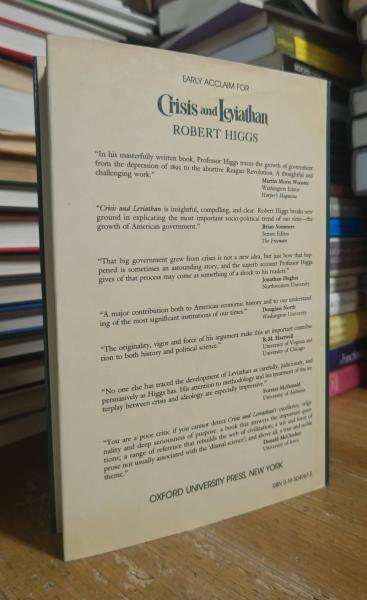 EARLY ACCLAIM FOR
Crisis and Leviathan
ROBERT HIGGS
"In his masterfully written book, Professor Higgs traces the growth of government
from the depression of 1893 to the abortive Reagan Revolution. A thoughtful and
challenging work."
Martin Morse Wooster
Washington Editor
Harper's Magazine
"Crisis and Leviathan is insightful, compelling, and clear. Robert Higgs breaks new
ground in explicating the most important socio-political trend of our time—the
growth of American government."
Brian Summers
Senior Editor
The Freeman
"That big government grew from crises is not a new idea, but just how that hap-
pened is sometimes an astounding story, and the superb account Professor Higgs
gives of that process may come as something of a shock to his readers."
Jonathan Hughes
Northwestern University
"A major contribution both to American economic history and to our understand-
ing of the most significant institutions of our times."
Douglass North
Washington University
"The originality, vigor and force of his argument make this an important contribu-
tion to both history and political science."
R.M. Hartwell
University of Virginia and
University of Chicago
"No one else has traced the development of Leviathan as carefully, judiciously, and
persuasively as Higgs has. His attention to methodology and his treatment of the in-
terplay between crisis and ideology are especially impressive."
Forrest McDonald
University of Alabama
"You are a poor critic if you cannot detect Crisis and Leviathan's excellence, origi-
nality and deep seriousness of purpose: a book that answers the important ques-
tions; a range of reference that rebuilds the web of civilization; a wit and force of
prose not usually associated with the 'dismal science'; and above all, a true and noble
theme."
Donald McCloskey
University of Iowa
OXFORD UNIVERSITY PRESS, NEW YORK
ISBN 0-19-504967-5